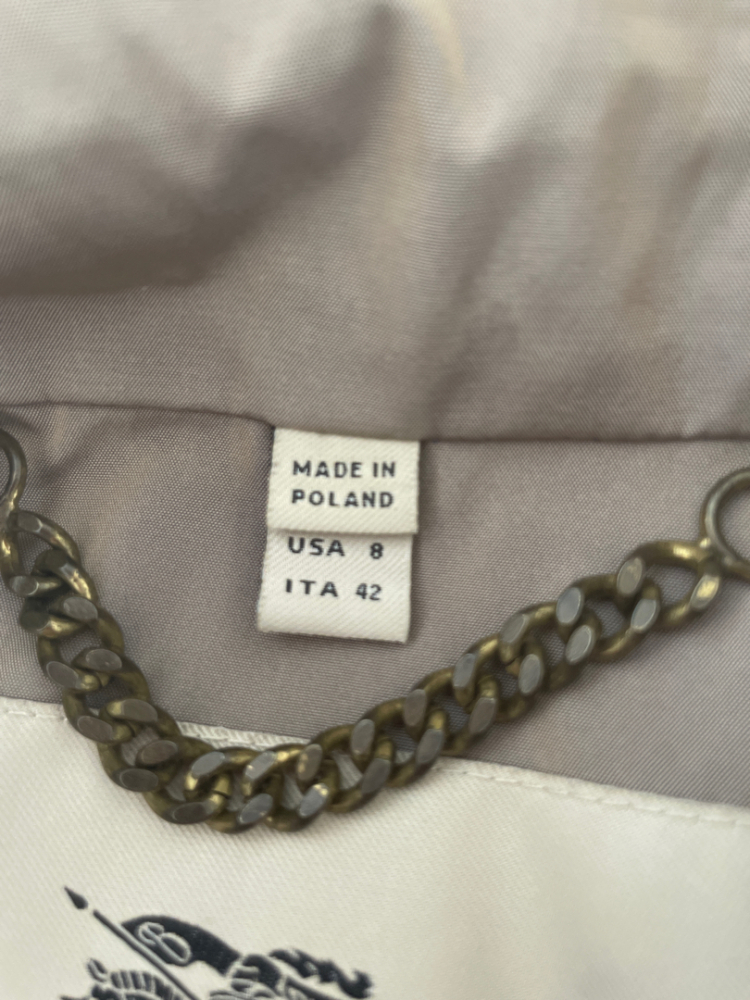 MADE IN
POLAND
USA 8
ITA 42